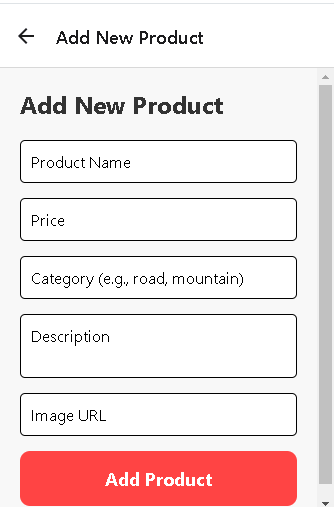 Add New Product
Add New Product
Product Name
Price
Category (e.g., road, mountain)
Description
Image URL
Add Product